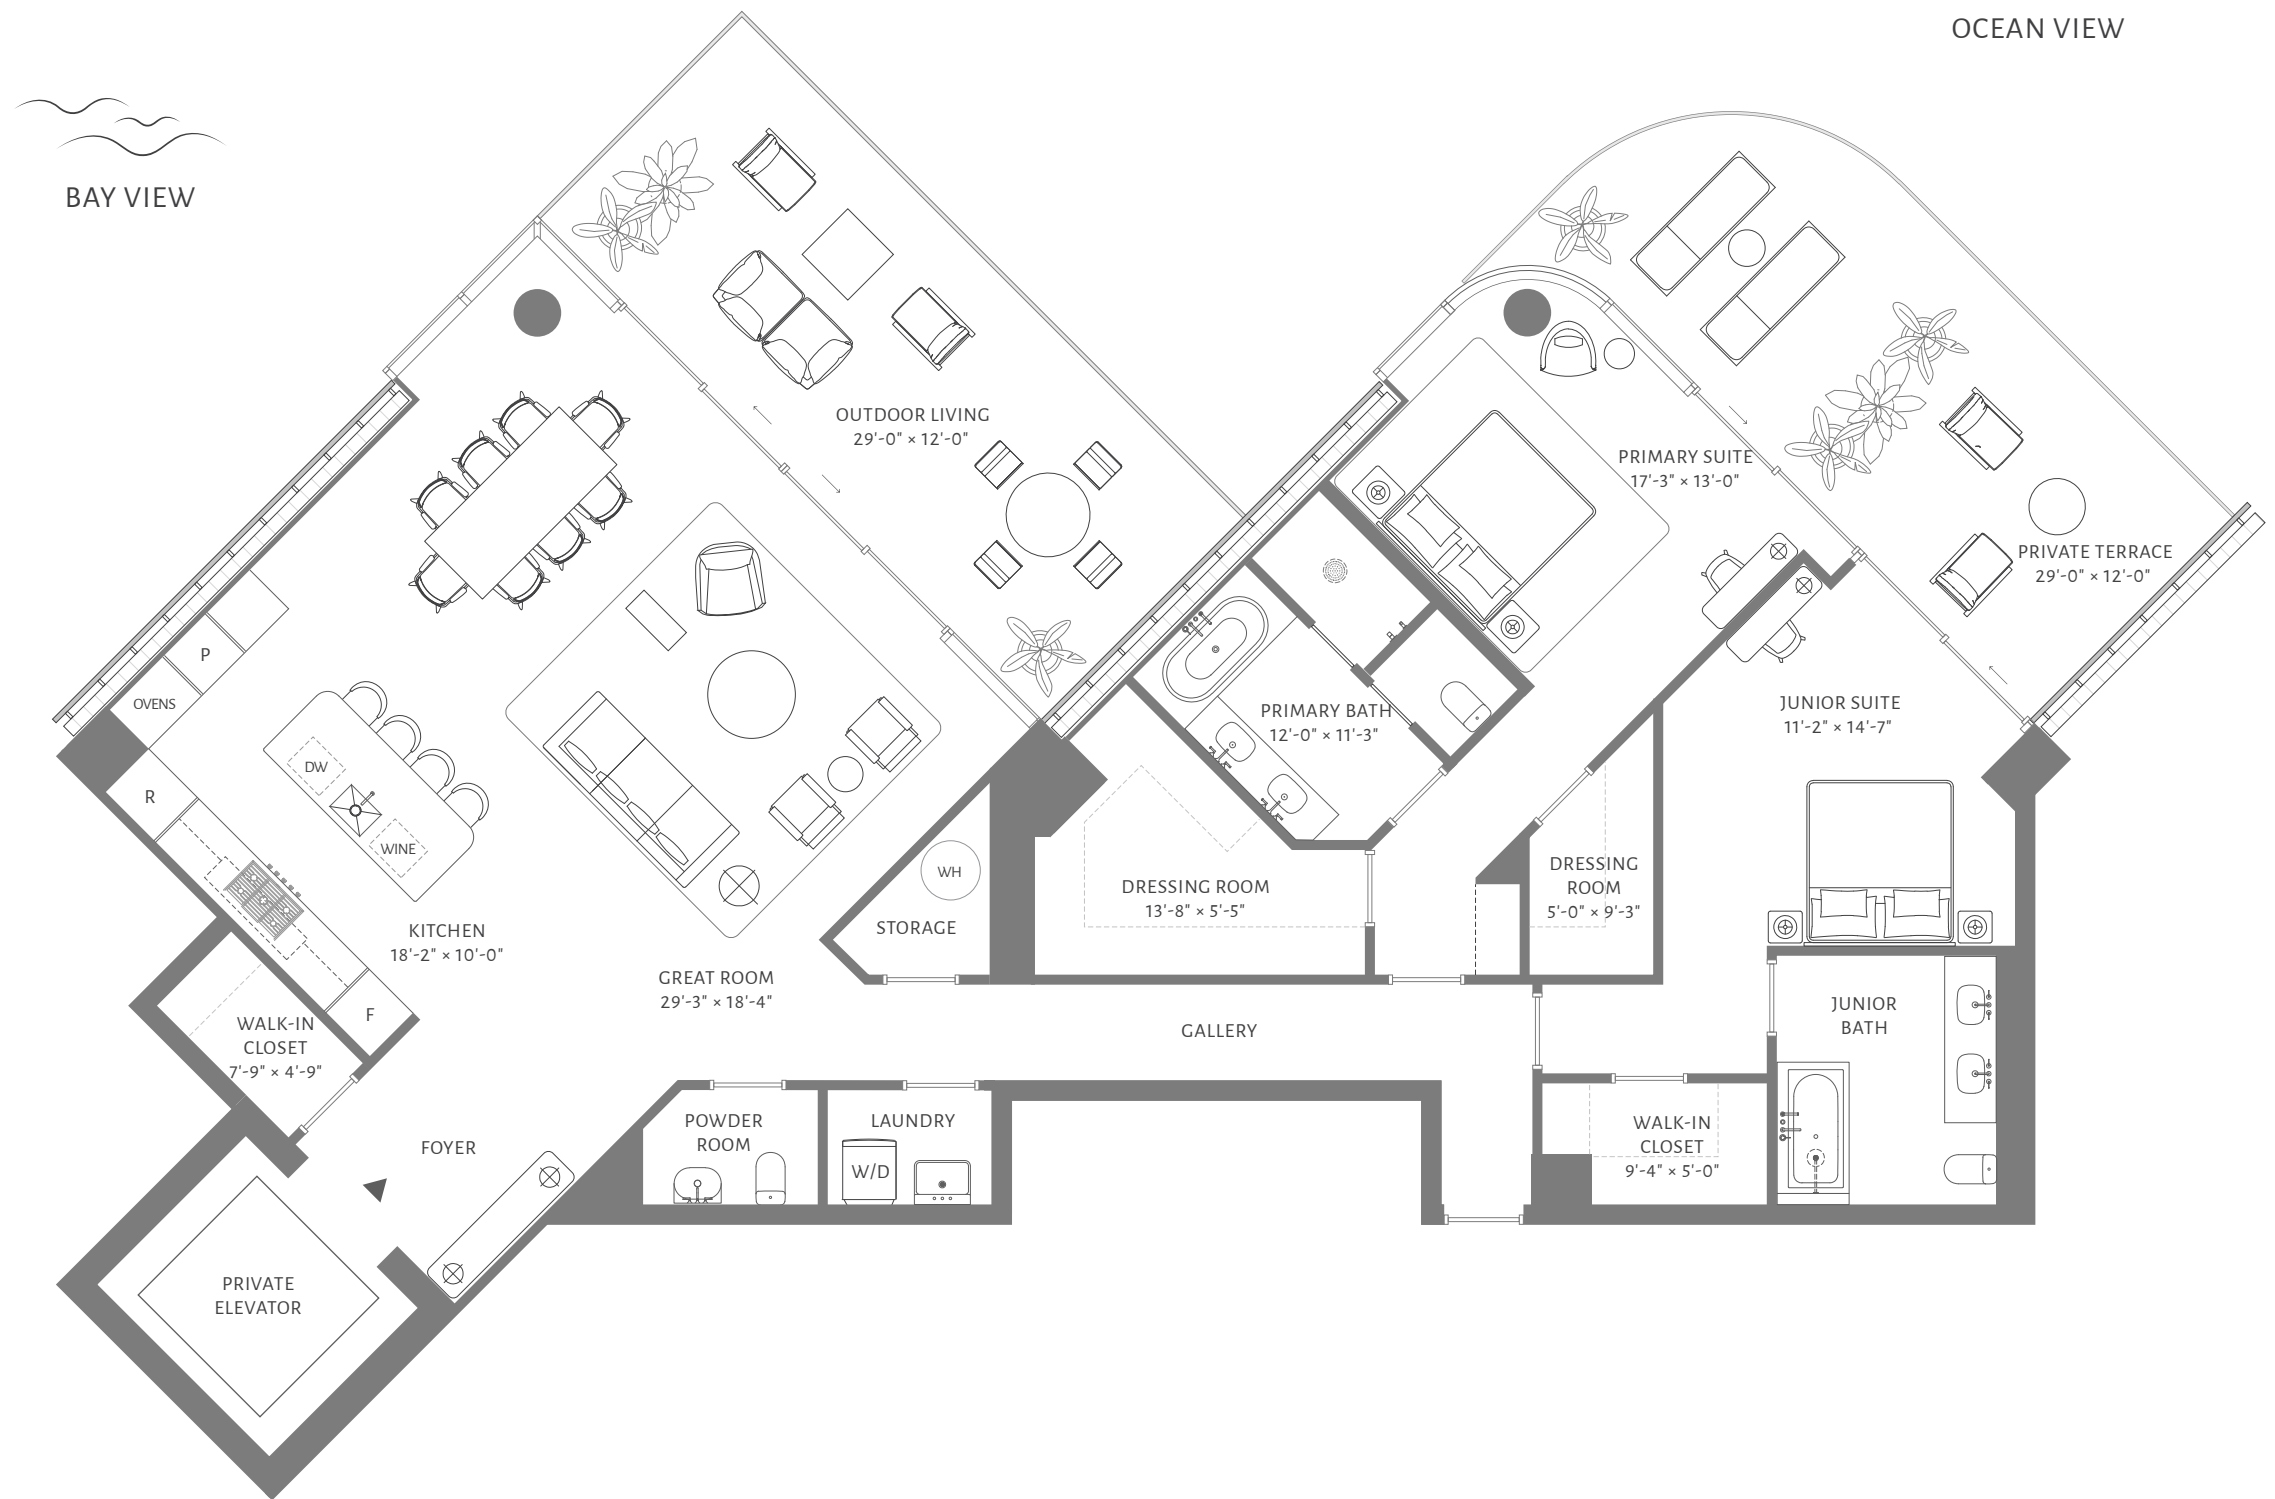 OCEAN VIEW
BAY VIEW
OUTDOOR LIVING
29'-0" × 12'-0"
PRIMARY SUITE
17'-3" × 13'-0"
PRIVATE TERRACE
29'-0" × 12'-0"
P
OVENS
JUNIOR SUITE
11'-2" × 14'-7"
PRIMARY BATH
12'-0" × 11'-3"
DW
R
WINE
WH
DRESSING ROOM
13'-8" × 5'-5"
DRESSING
ROOM
5'-0" × 9'-3"
STORAGE
KITCHEN
18'-2" × 10'-0"
GREAT ROOM
29'-3" × 18'-4"
F
WALK-IN
CLOSET
7'-9" × 4'-9"
GALLERY
JUNIOR
BATH
POWDER
ROOM
LAUNDRY
W/D
WALK-IN
CLOSET
9'-4" × 5'-0"
FOYER
PRIVATE
ELEVATOR